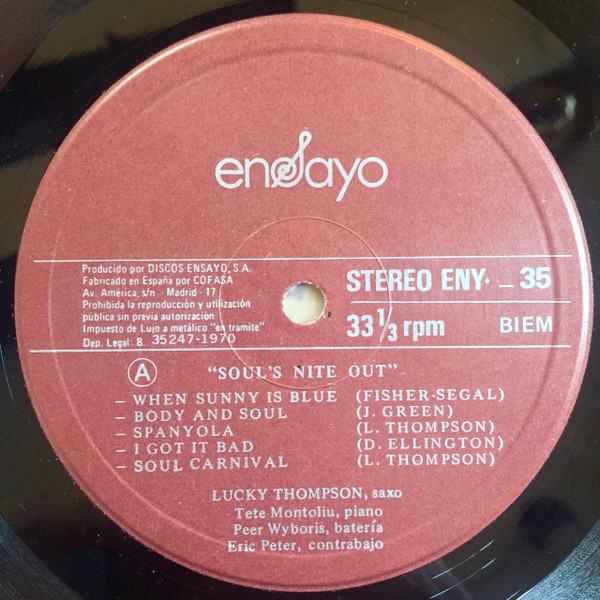 ensayo
Producido por DISCOS ENSAYO, S.A.
Fabricado en España por COFASA
Av. América, s/n - Madrid - 17
Prohibida la reproducción y utilización
pública sin previa autorización
Impuesto de Lujo a metálico "en tramite"
Dep. Legal: B. 35247-1970
STEREO ENY· _ 35
33 1/3 rpm BIEM
A "SOUL'S NITE OUT"
— WHEN SUNNY IS BLUE (FISHER-SEGAL)
— BODY AND SOUL (J. GREEN)
— SPANYOLA (L. THOMPSON)
— I GOT IT BAD (D. ELLINGTON)
— SOUL CARNIVAL (L. THOMPSON)
LUCKY THOMPSON, saxo
Tete Montoliu, piano
Peer Wyboris, batería
Eric Peter, contrabajo